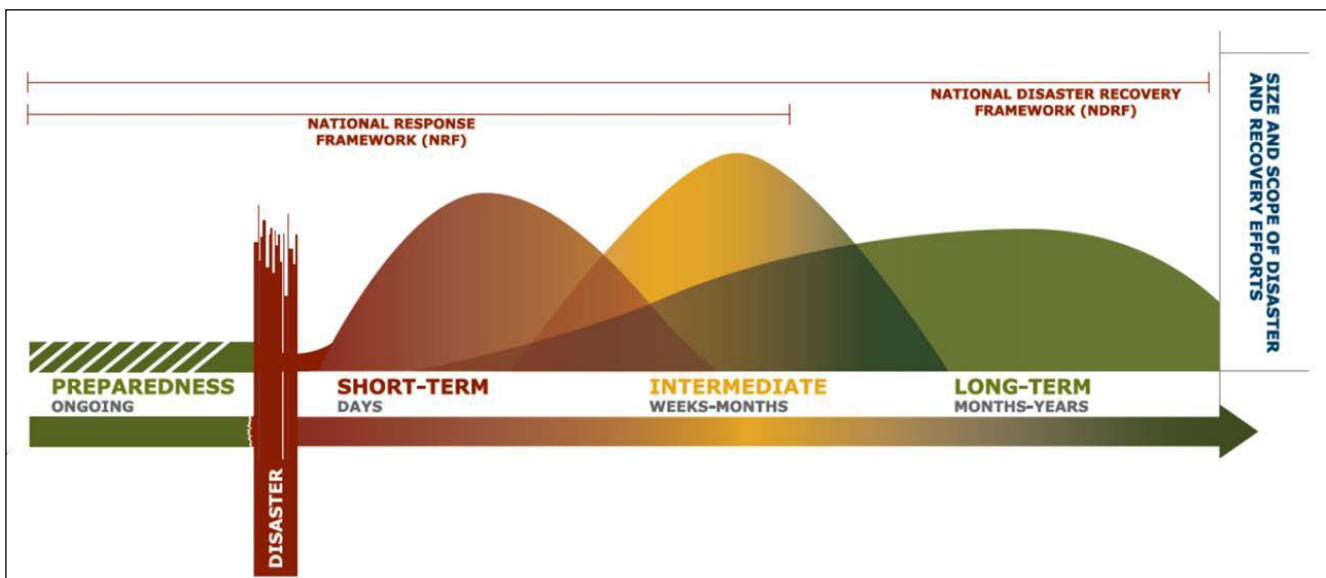 NATIONAL DISASTER RECOVERY
FRAMEWORK (NDRF)
NATIONAL RESPONSE
FRAMEWORK (NRF)
SIZE AND SCOPE OF DISASTER
AND RECOVERY EFFORTS
PREPAREDNESS
ONGOING
SHORT-TERM
DAYS
INTERMEDIATE
WEEKS-MONTHS
LONG-TERM
MONTHS-YEARS
DISASTER